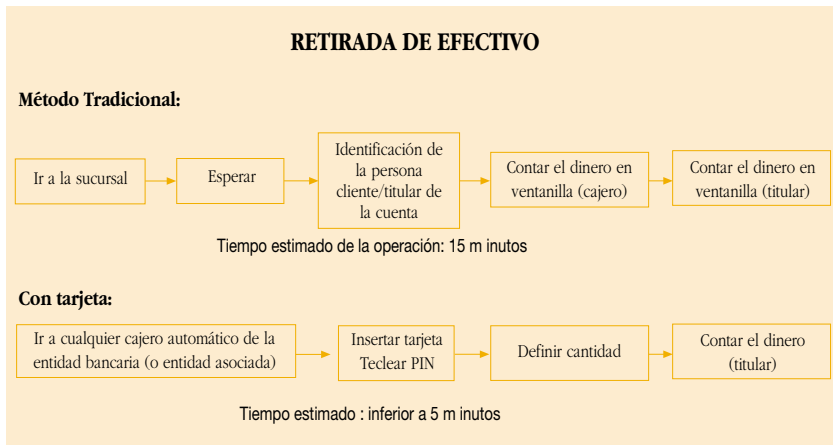 RETIRADA DE EFECTIVO
Método Tradicional:
Ir a la sucursal
Esperar
Identificación de
la persona
cliente/titular de
la cuenta
Contar el dinero en
ventanilla (cajero)
Contar el dinero en
ventanilla (titular)
Tiempo estimado de la operación: 15 m inutos
Con tarjeta:
Ir a cualquier cajero automático de la
entidad bancaria (o entidad asociada)
Insertar tarjeta
Teclear PIN
Definir cantidad
Contar el dinero
(titular)
Tiempo estimado : inferior a 5 m inutos